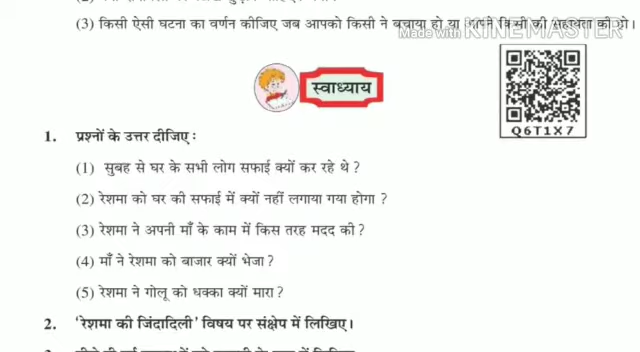 (3) किसी ऐसी घटना का वर्णन कीजिए जब आपको किसी ने बचाया हो या आपने किसी की सहायता की हो।
Made with KINEMASTER
स्वाध्याय
Q6T1X7
1. प्रश्नों के उत्तर दीजिए :
(1) सुबह से घर के सभी लोग सफाई क्यों कर रहे थे ?
(2) रेशमा को घर की सफाई में क्यों नहीं लगाया गया होगा ?
(3) रेशमा ने अपनी माँ के काम में किस तरह मदद की ?
(4) माँ ने रेशमा को बाजार क्यों भेजा ?
(5) रेशमा ने गोलू को धक्का क्यों मारा ?
2. ‘रेशमा की जिंदादिली’ विषय पर संक्षेप में लिखिए।